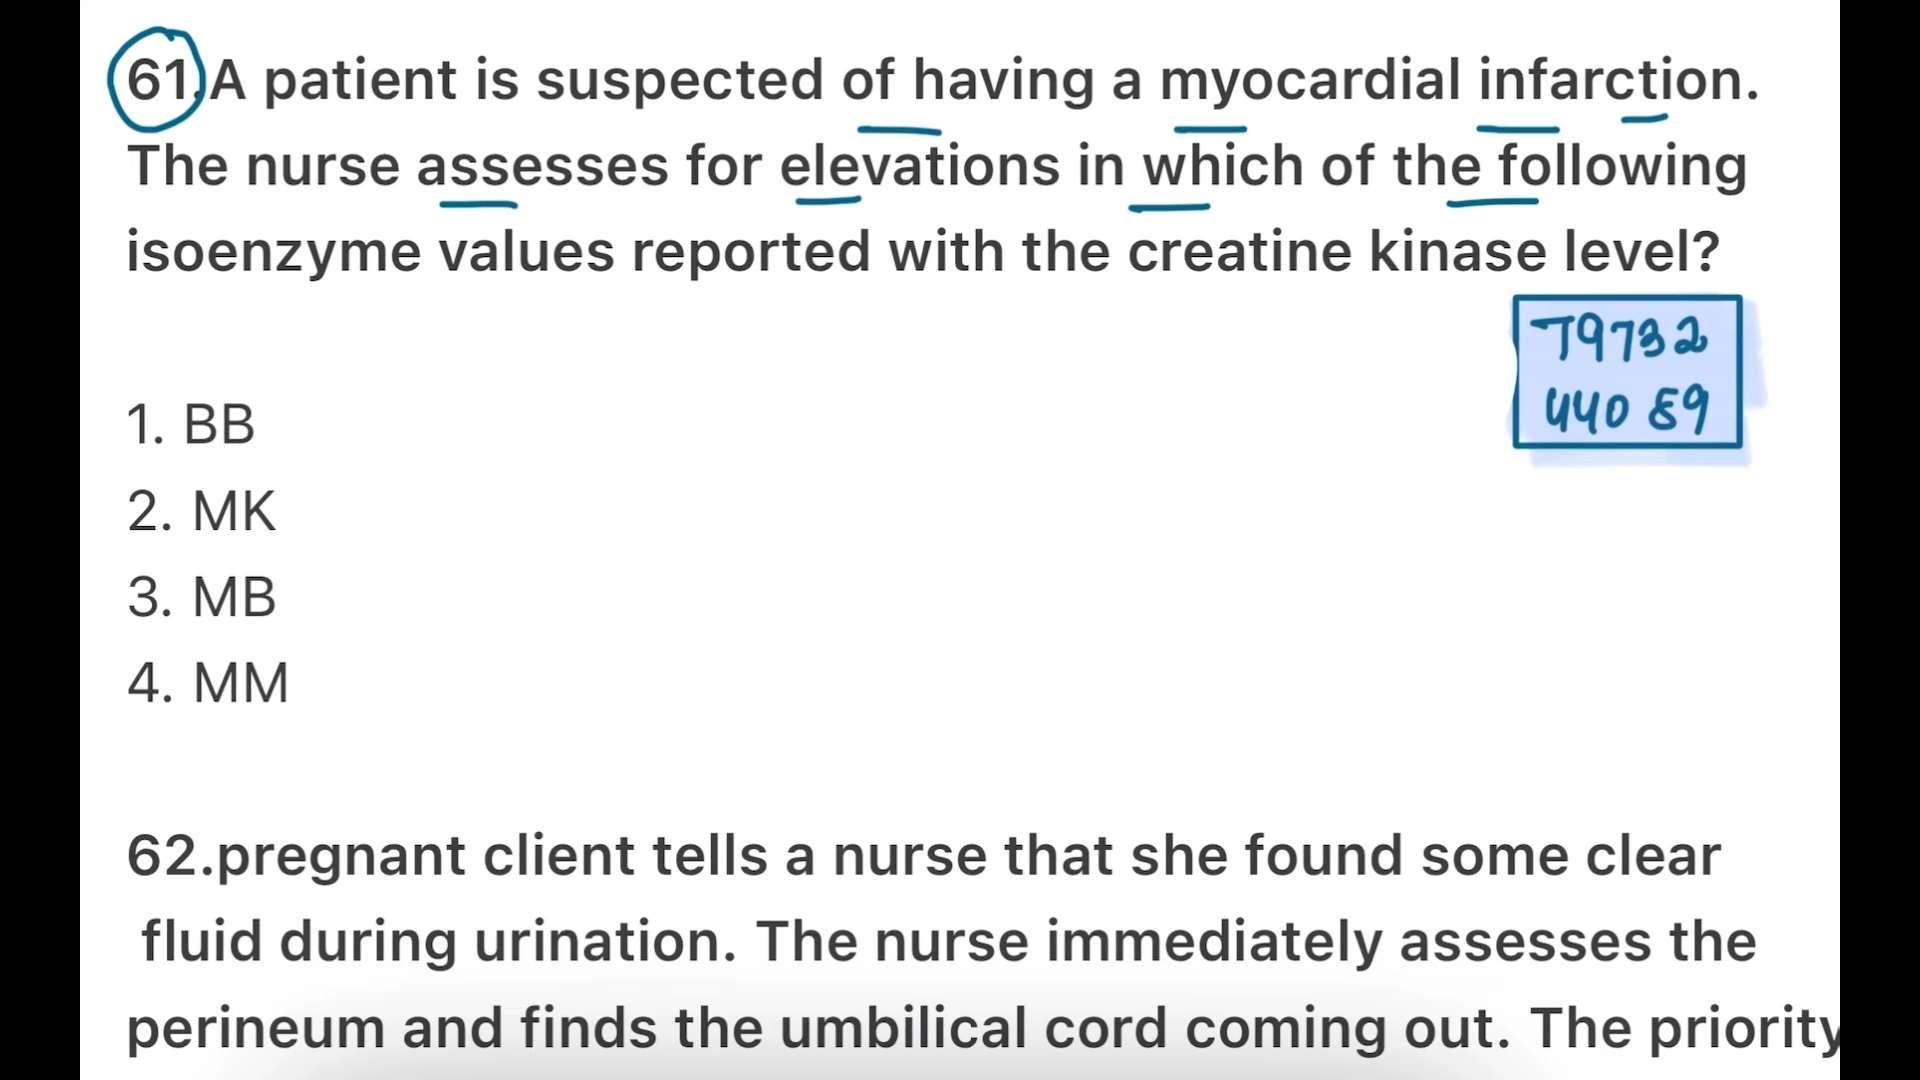 61.A patient is suspected of having a myocardial infarction.
The nurse assesses for elevations in which of the following
isoenzyme values reported with the creatine kinase level?
79732
44059
1. BB
2. MK
3. MB
4. MM
62.pregnant client tells a nurse that she found some clear
fluid during urination. The nurse immediately assesses the
perineum and finds the umbilical cord coming out. The priority